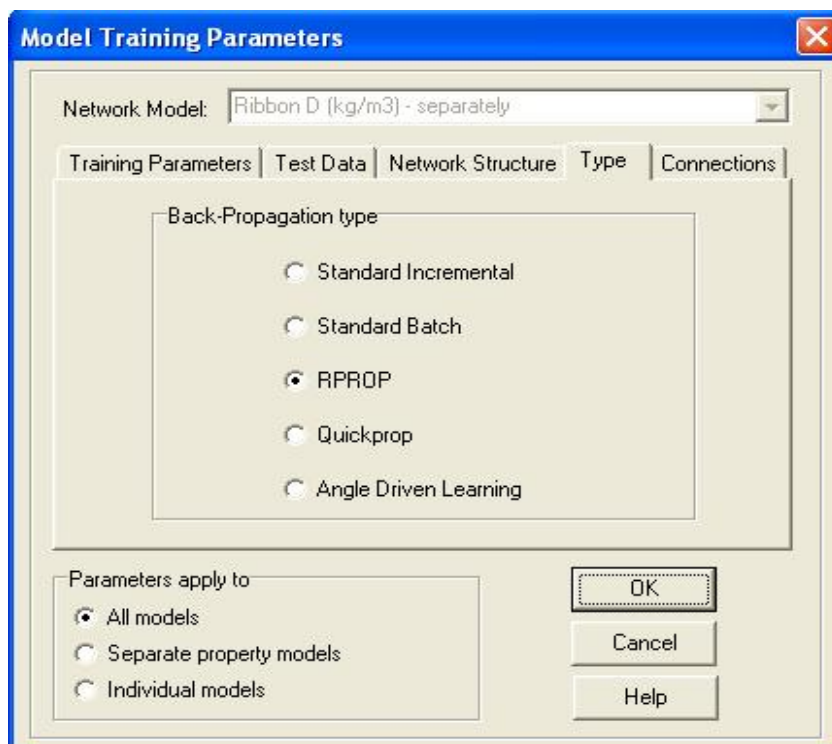 Model Training Parameters
Network Model: Ribbon D (kg/m3) - separately
Training Parameters Test Data Network Structure Type Connections
Back-Propagation type
Standard Incremental
Standard Batch
RPROP
Quickprop
Angle Driven Learning
Parameters apply to
All models
Separate property models
Individual models
OK
Cancel
Help